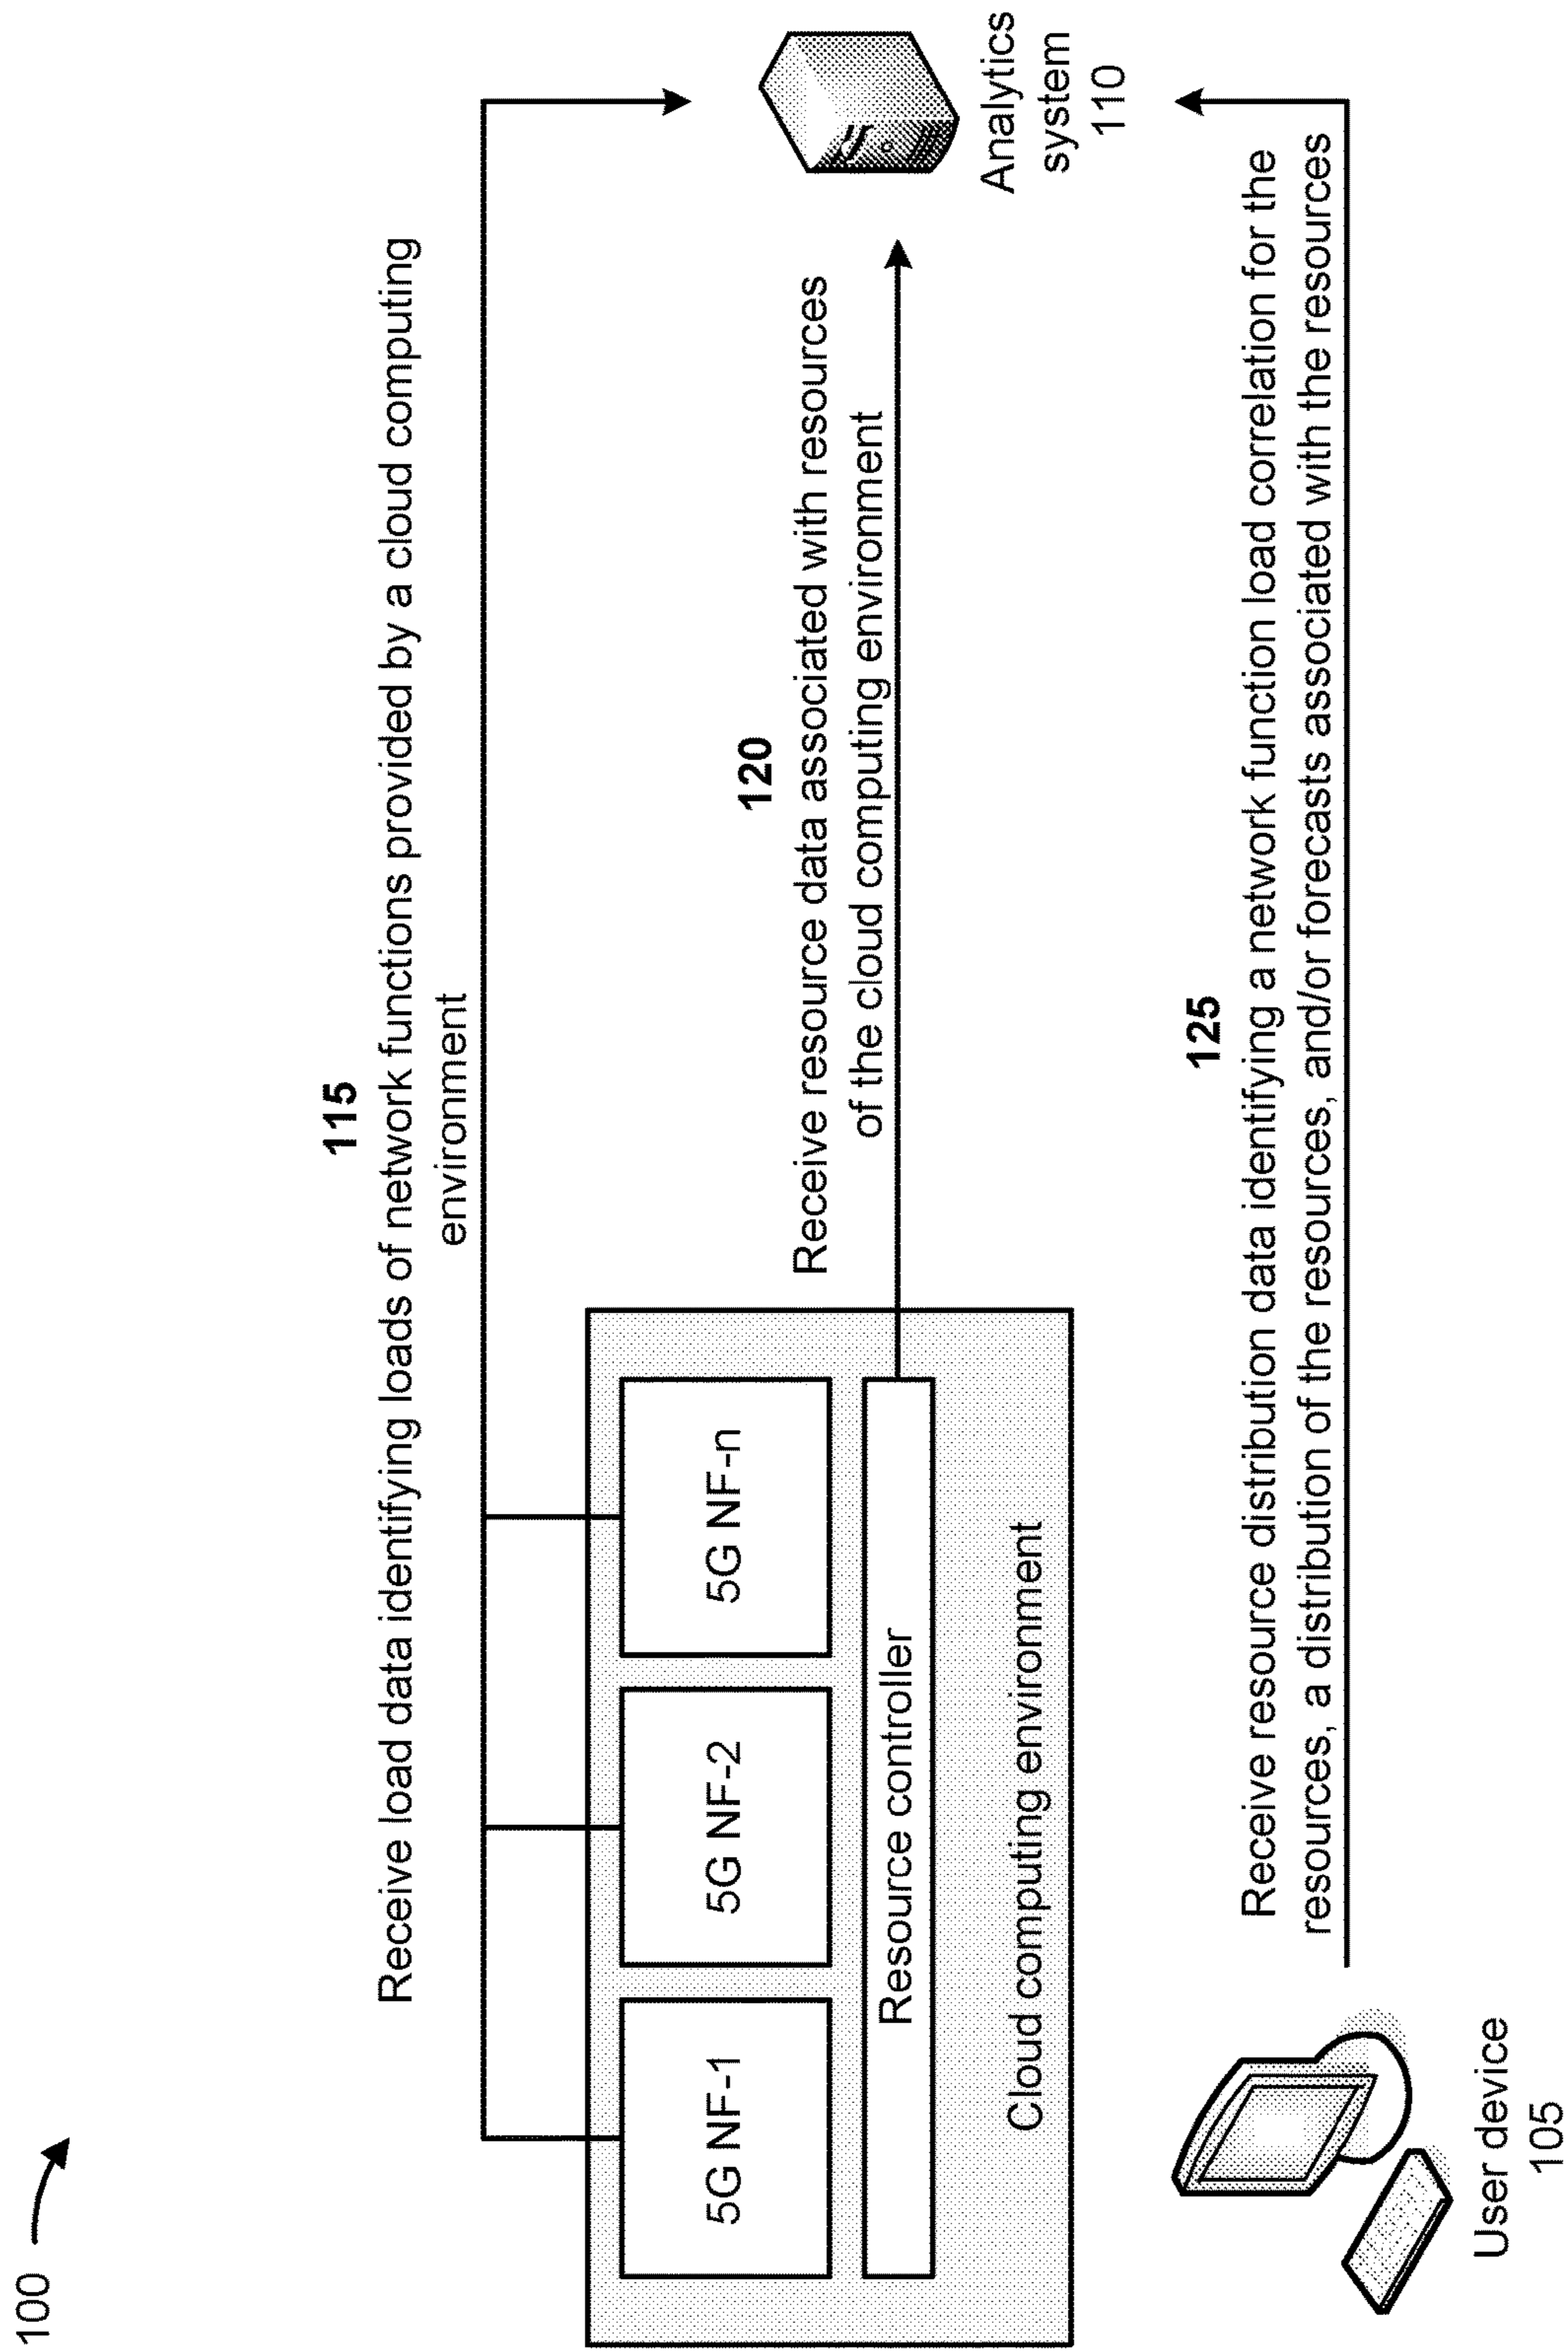 100
115
Receive load data identifying loads of network functions provided by a cloud computing
environment
5G NF-1
5G NF-2
5G NF-n
Resource controller
Cloud computing environment
120
Receive resource data associated with resources
of the cloud computing environment
Analytics
system
110
125
Receive resource distribution data identifying a network function load correlation for the
resources, a distribution of the resources, and/or forecasts associated with the resources
User device
105